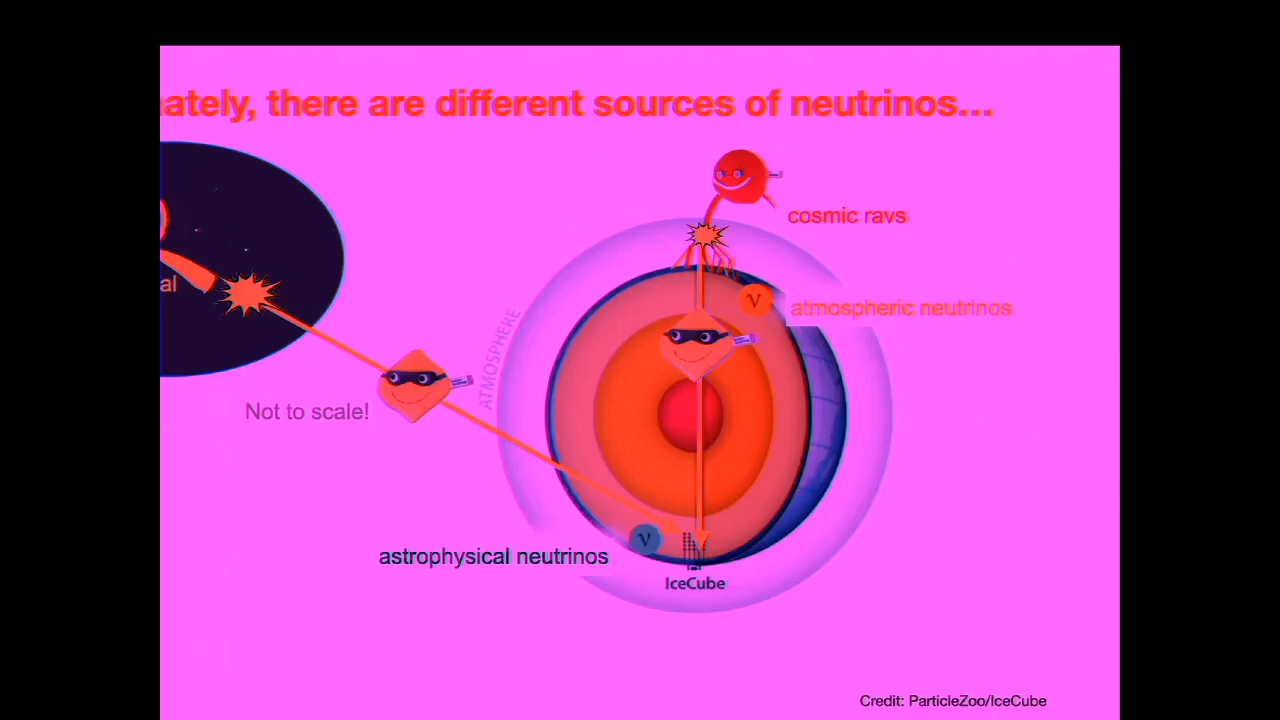 ately, there are different sources of neutrinos...
cosmic rays
al
ν
atmospheric neutrinos
ATMOSPHERE
Not to scale!
ν
astrophysical neutrinos
IceCube
Credit: ParticleZoo/IceCube